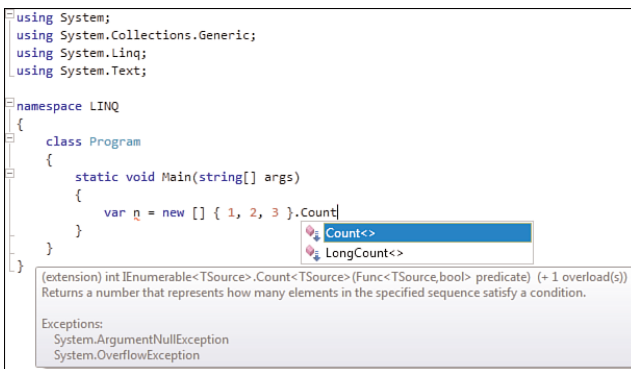 using System;
using System.Collections.Generic;
using System.Linq;
using System.Text;
namespace LINQ
{
class Program
{
static void Main(string[] args)
{
var n = new [] { 1, 2, 3 }.Count
Count<>
LongCount<>
}
}
}
(extension) int IEnumerable<TSource>.Count<TSource>(Func<TSource,bool> predicate) (+ 1 overload(s))
Returns a number that represents how many elements in the specified sequence satisfy a condition.
Exceptions:
System.ArgumentNullException
System.OverflowException